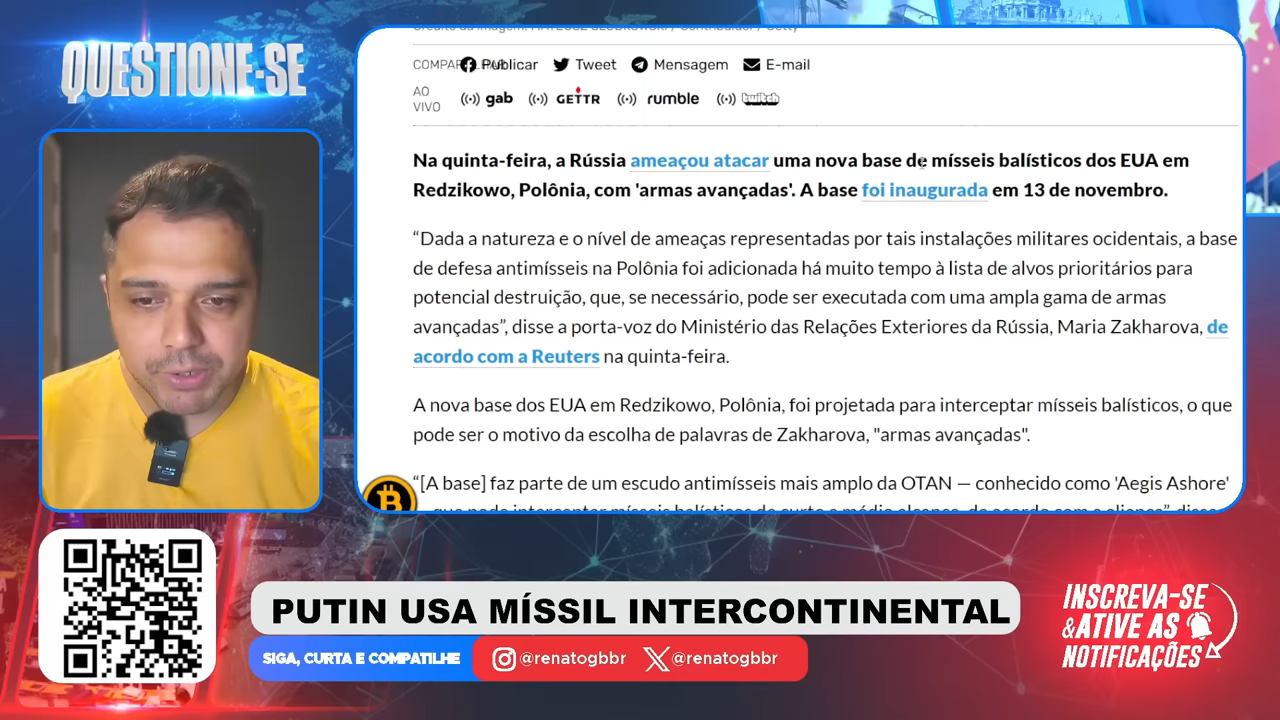 QUESTIONE-SE
Crédito da imagem:
COMPARTILHAR
Publicar
Tweet
Mensagem
E-mail
AO VIVO
gab
GETTR
rumble
twitch
Na quinta-feira, a Rússia ameaçou atacar uma nova base de mísseis balísticos dos EUA em
Redzikowo, Polônia, com 'armas avançadas'. A base foi inaugurada em 13 de novembro.
“Dada a natureza e o nível de ameaças representadas por tais instalações militares ocidentais, a base
de defesa antimísseis na Polônia foi adicionada há muito tempo à lista de alvos prioritários para
potencial destruição, que, se necessário, pode ser executada com uma ampla gama de armas
avançadas”, disse a porta-voz do Ministério das Relações Exteriores da Rússia, Maria Zakharova, de
acordo com a Reuters na quinta-feira.
A nova base dos EUA em Redzikowo, Polônia, foi projetada para interceptar mísseis balísticos, o que
pode ser o motivo da escolha de palavras de Zakharova, "armas avançadas".
“[A base] faz parte de um escudo antimísseis mais amplo da OTAN — conhecido como 'Aegis Ashore'
PUTIN USA MÍSSIL INTERCONTINENTAL
SIGA, CURTA E COMPATILHE
@renatogbbr
@renatogbbr
INSCREVA-SE
&ATIVE AS
NOTIFICAÇÕES